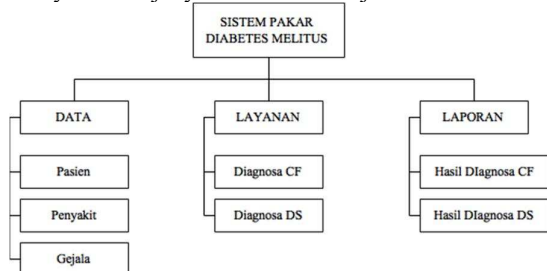 SISTEM PAKAR
DIABETES MELITUS
DATA
LAYANAN
LAPORAN
Pasien
Diagnosa CF
Hasil DIagnosa CF
Penyakit
Diagnosa DS
Hasil DIagnosa DS
Gejala